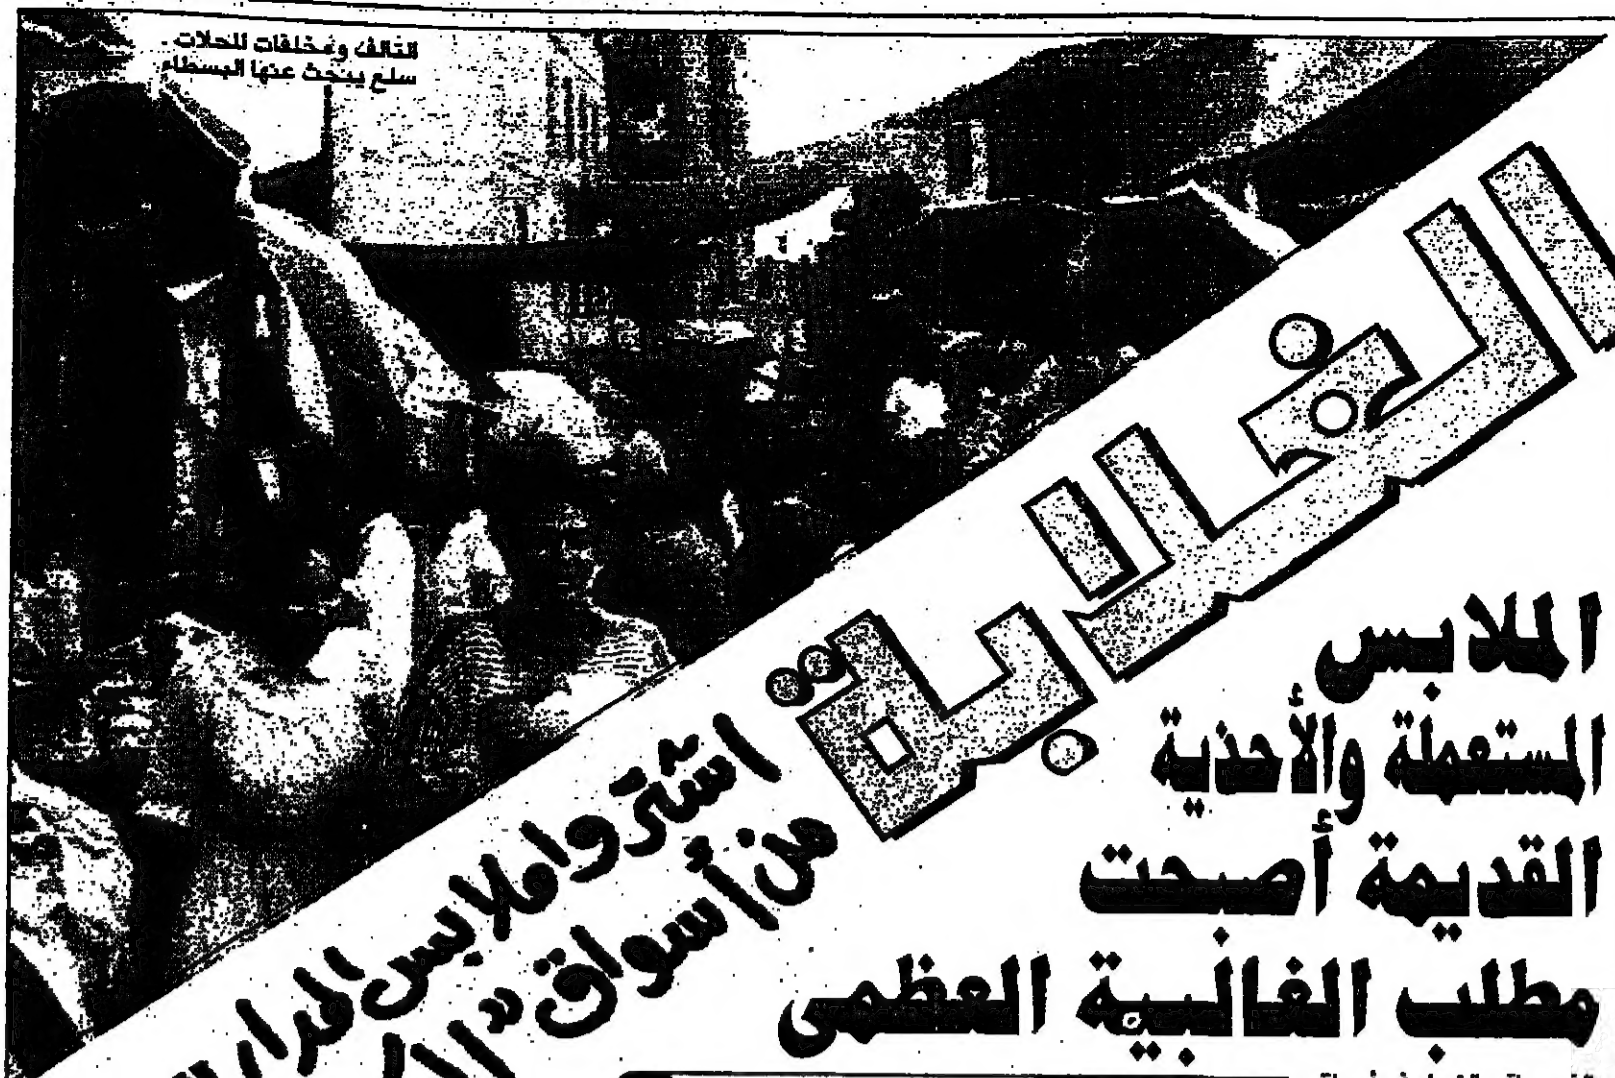 التالف ومخلفات المحلات
سلع يبحث عنها البسطاء
الغلابة
اشتروا ملابس المدارس
من أسواق "
الملابس
المستعملة والأحذية
القديمة أصبحت
مطلب الغالبية العظمى